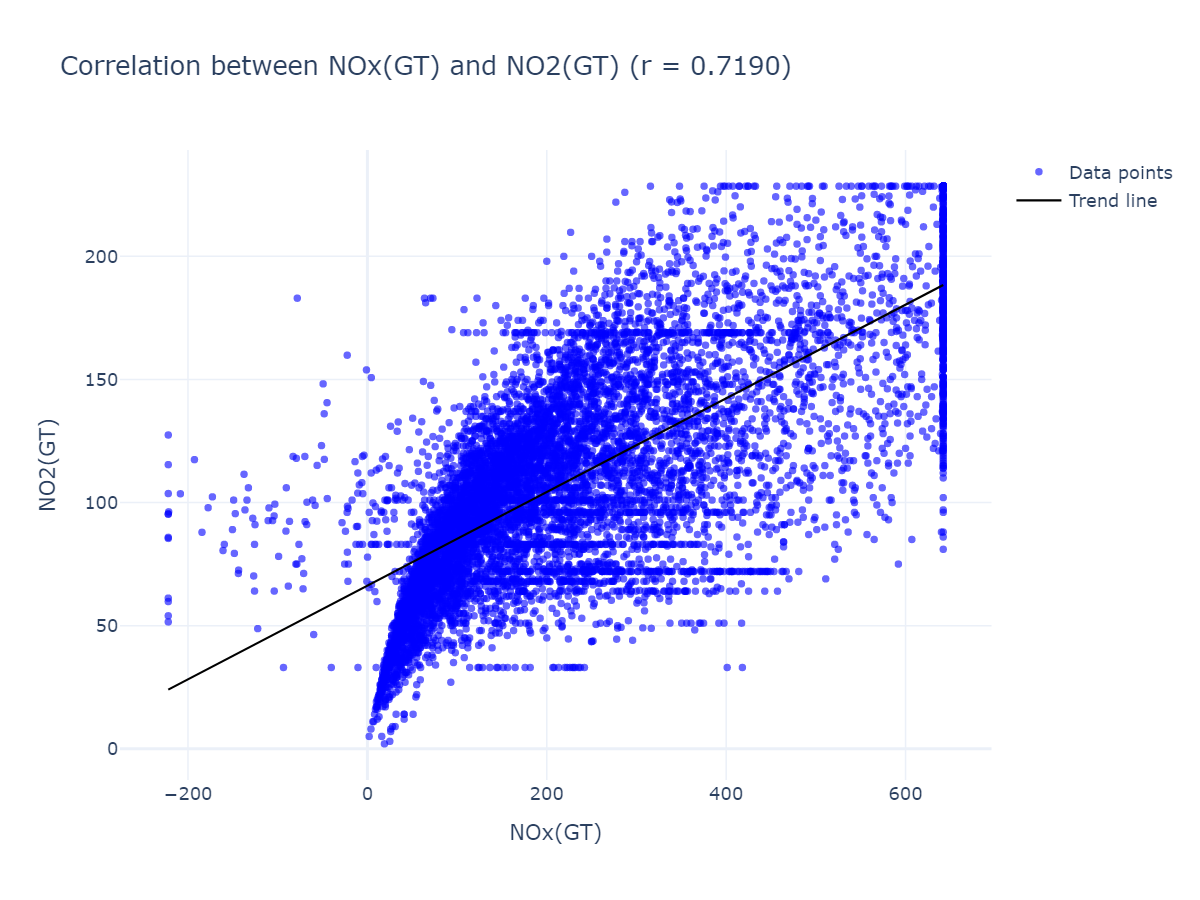 Correlation between NOx(GT) and NO2(GT) (r = 0.7190)
Data points
Trend line
NO2(GT)
200
150
100
50
0
−200
0
200
400
600
NOx(GT)